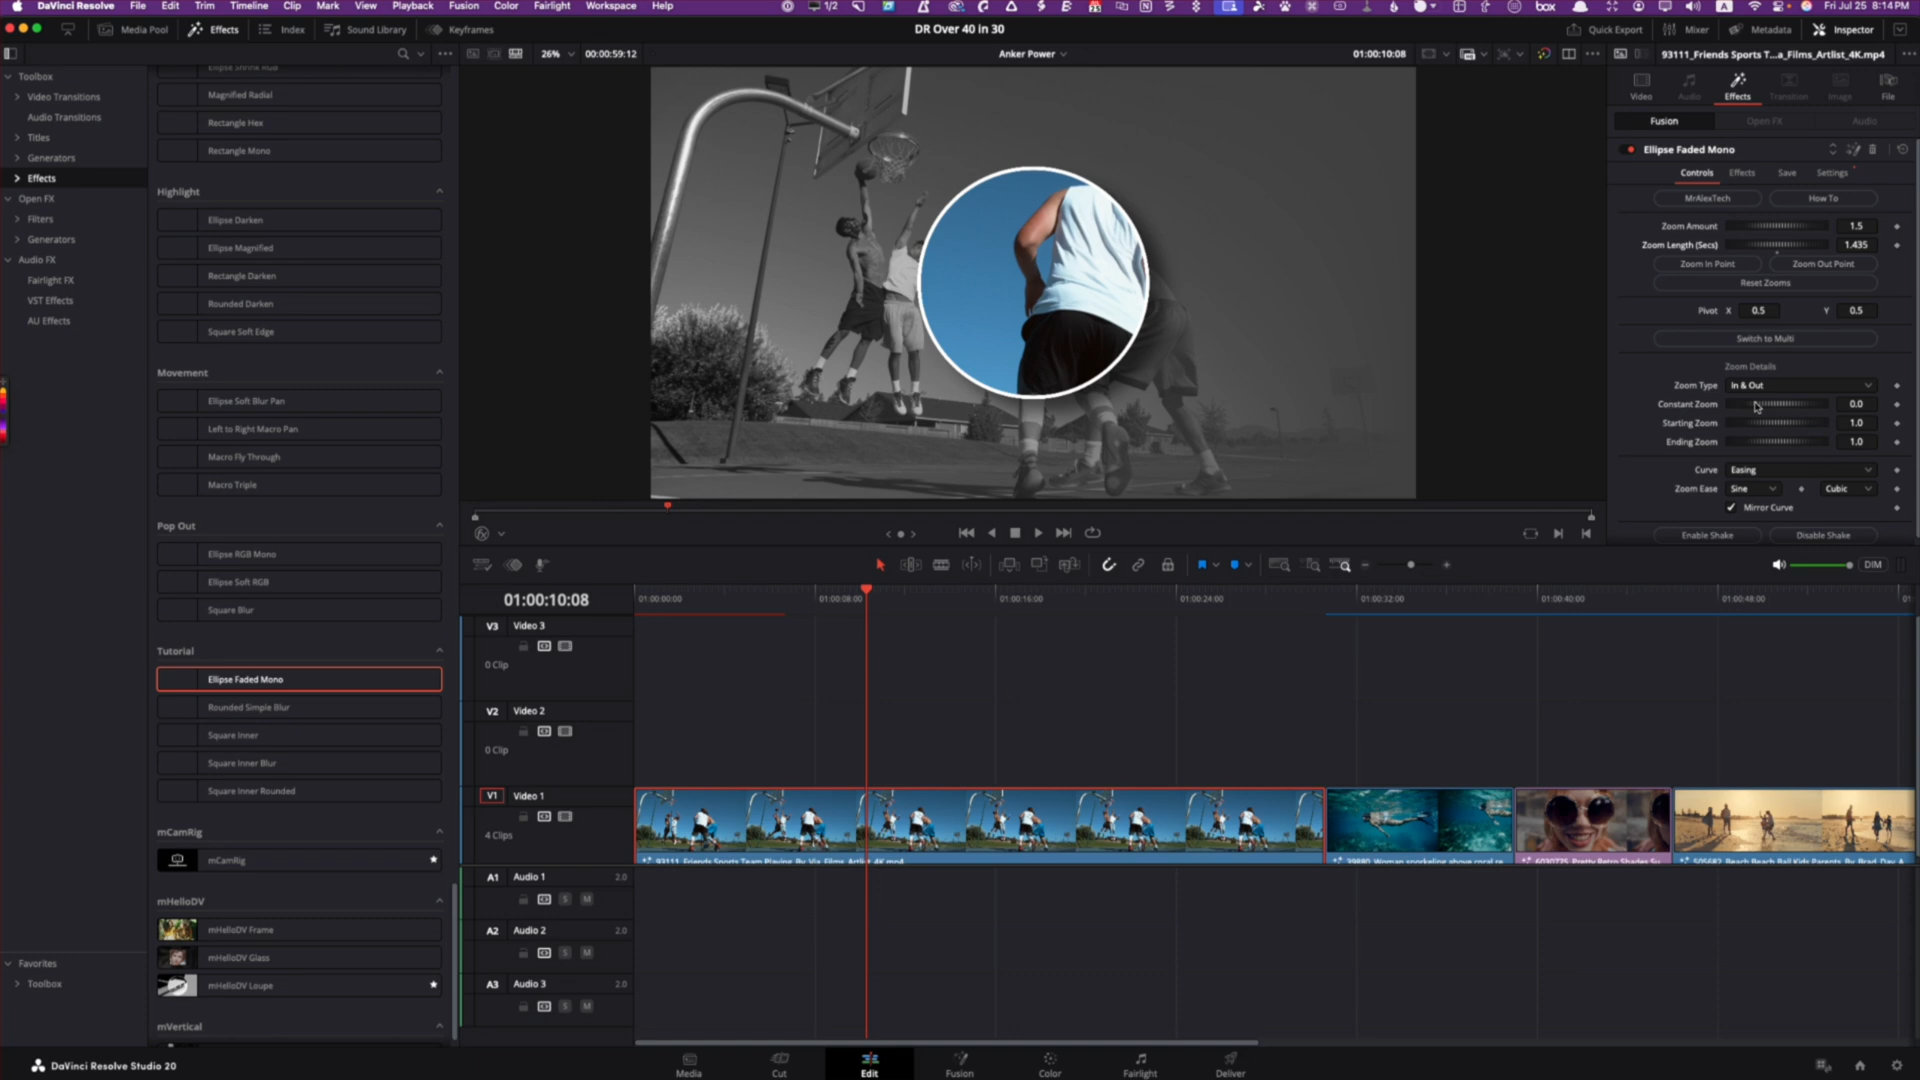 DaVinci Resolve File Edit Trim Timeline Clip Mark View Playback Fusion Color Fairlight Workspace Help 1/2 box Fri Jul 25 8:14 PM
Media Pool Effects Index Sound Library Keyframes DR Over 40 in 30 Quick Export Mixer Metadata Inspector
26% 00:00:59:12 Anker Power 01:00:10:08 93111_Friends Sports T...a_Films_Artlist_4K.mp4
Toolbox
Video Transitions
Audio Transitions
Titles
Generators
Effects
Open FX
Filters
Generators
Audio FX
Fairlight FX
VST Effects
AU Effects
Favorites
Toolbox
Ellipse Shrink RGB
Magnified Radial
Rectangle Hex
Rectangle Mono
Highlight
Ellipse Darken
Ellipse Magnified
Rectangle Darken
Rounded Darken
Square Soft Edge
Movement
Ellipse Soft Blur Pan
Left to Right Macro Pan
Macro Fly Through
Macro Triple
Pop Out
Ellipse RGB Mono
Ellipse Soft RGB
Square Blur
Tutorial
Ellipse Faded Mono
Rounded Simple Blur
Square Inner
Square Inner Blur
Square Inner Rounded
mCamRig
mCamRig
mHelloDV
mHelloDV Frame
mHelloDV Glass
mHelloDV Loupe
mVertical
Video Audio Effects Transition Image File
Fusion Open FX Audio
Ellipse Faded Mono
Controls Effects Save Settings
MrAlexTech How To
Zoom Amount 1.5
Zoom Length (Secs) 1.435
Zoom In Point Zoom Out Point
Reset Zooms
Pivot X 0.5 Y 0.5
Switch to Multi
Zoom Details
Zoom Type In & Out
Constant Zoom 0.0
Starting Zoom 1.0
Ending Zoom 1.0
Curve Easing
Zoom Ease Sine Cubic
Mirror Curve
Enable Shake Disable Shake
DIM
01:00:10:08 01:00:00:00 01:00:08:00 01:00:16:00 01:00:24:00 01:00:32:00 01:00:40:00 01:00:48:00
V3 Video 3
0 Clip
V2 Video 2
0 Clip
V1 Video 1
4 Clips
93111_Friends Sports Team Playing_By_Via_Films_Artlist_4K.mp4 39880_Woman snorkeling above coral re... 6030725_Pretty Retro Shades Su... 505682_Beach Beach Ball Kids Parents_By_Brad_Day_A...
A1 Audio 1 2.0
S M
A2 Audio 2 2.0
S M
A3 Audio 3 2.0
S M
DaVinci Resolve Studio 20 Media Cut Edit Fusion Color Fairlight Deliver